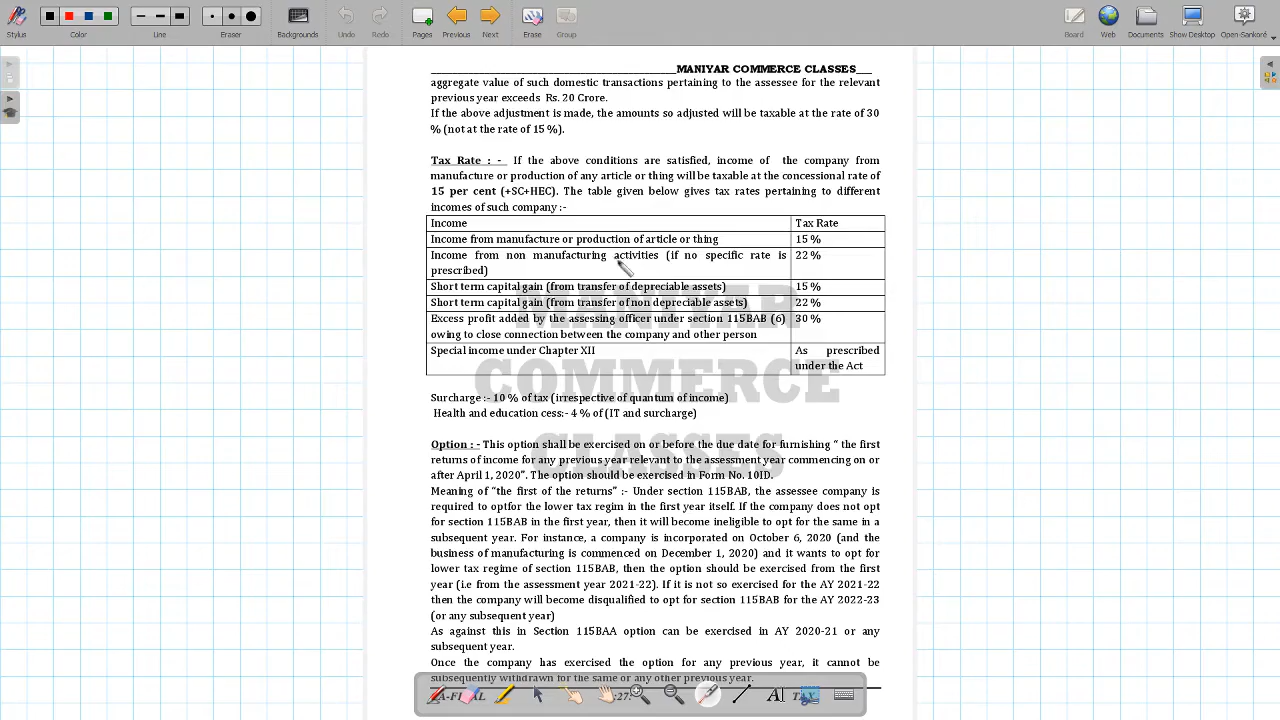 Stylus
Color
Line
Eraser
Backgrounds
Undo
Redo
Pages
Previous
Next
Erase
Group
Board
Web
Documents
Show Desktop
Open-Sankoré
MANIYAR COMMERCE CLASSES
aggregate value of such domestic transactions pertaining to the assessee for the relevant
previous year exceeds Rs. 20 Crore.
If the above adjustment is made, the amounts so adjusted will be taxable at the rate of 30
% (not at the rate of 15 %).
Tax Rate : - If the above conditions are satisfied, income of the company from
manufacture or production of any article or thing will be taxable at the concessional rate of
15 per cent (+SC+HEC). The table given below gives tax rates pertaining to different
incomes of such company :-
Income Tax Rate
Income from manufacture or production of article or thing 15 %
Income from non manufacturing activities (if no specific rate is 22 %
prescribed)
Short term capital gain (from transfer of depreciable assets) 15 %
Short term capital gain (from transfer of non depreciable assets) 22 %
Excess profit added by the assessing officer under section 115BAB (6) 30 %
owing to close connection between the company and other person
Special income under Chapter XII As prescribed
under the Act
MANIYAR
COMMERCE
CLASSES
Surcharge :- 10 % of tax (irrespective of quantum of income)
Health and education cess:- 4 % of (IT and surcharge)
Option : - This option shall be exercised on or before the due date for furnishing “ the first
returns of income for any previous year relevant to the assessment year commencing on or
after April 1, 2020”. The option should be exercised in Form No. 10ID.
Meaning of “the first of the returns” :- Under section 115BAB, the assessee company is
required to optfor the lower tax regim in the first year itself. If the company does not opt
for section 115BAB in the first year, then it will become ineligible to opt for the same in a
subsequent year. For instance, a company is incorporated on October 6, 2020 (and the
business of manufacturing is commenced on December 1, 2020) and it wants to opt for
lower tax regime of section 115BAB, then the option should be exercised from the first
year (i.e from the assessment year 2021-22). If it is not so exercised for the AY 2021-22
then the company will become disqualified to opt for section 115BAB for the AY 2022-23
(or any subsequent year)
As against this in Section 115BAA option can be exercised in AY 2020-21 or any
subsequent year.
Once the company has exercised the option for any previous year, it cannot be
subsequently withdrawn for the same or any other previous year.